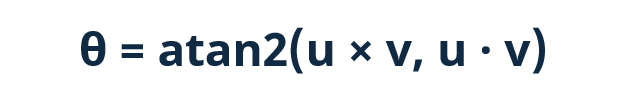 θ = atan2(u × v, u · v)